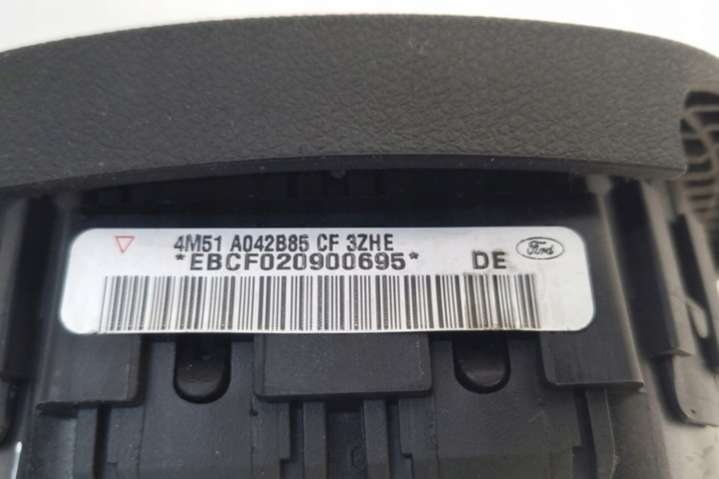 4M51 A042B85 CF 3ZHE
*EBCF020900695* DE Ford